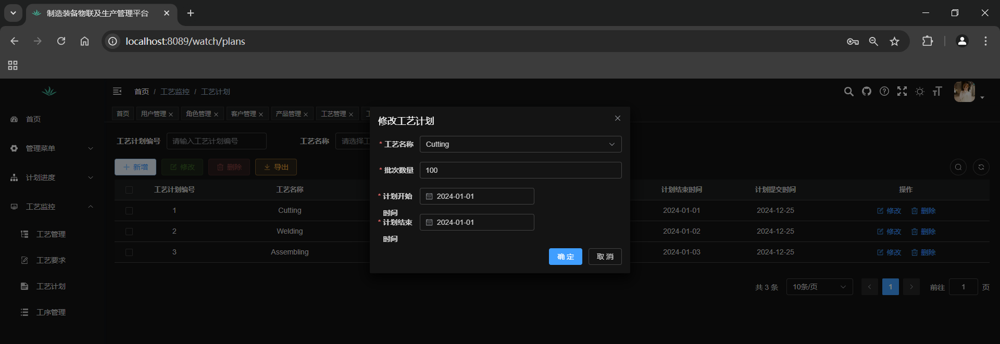 制造装备物联及生产管理平台
localhost:8089/watch/plans
首页 / 工艺监控 / 工艺计划
首页
用户管理
角色管理
客户管理
产品管理
工艺管理
首页
管理菜单
计划进度
工艺监控
工艺管理
工艺要求
工艺计划
工序管理
工艺计划编号 请输入工艺计划编号 工艺名称 请选择工
新增 修改 删除 导出
工艺计划编号 工艺名称 计划结束时间 计划提交时间 操作
1 Cutting 2024-01-01 2024-12-25 修改 删除
2 Welding 2024-01-02 2024-12-25 修改 删除
3 Assembling 2024-01-03 2024-12-25 修改 删除
共 3 条 10条/页 1 前往 1 页
修改工艺计划
* 工艺名称 Cutting
* 批次数量 100
* 计划开始时间 2024-01-01
* 计划结束时间 2024-01-01
确 定 取 消